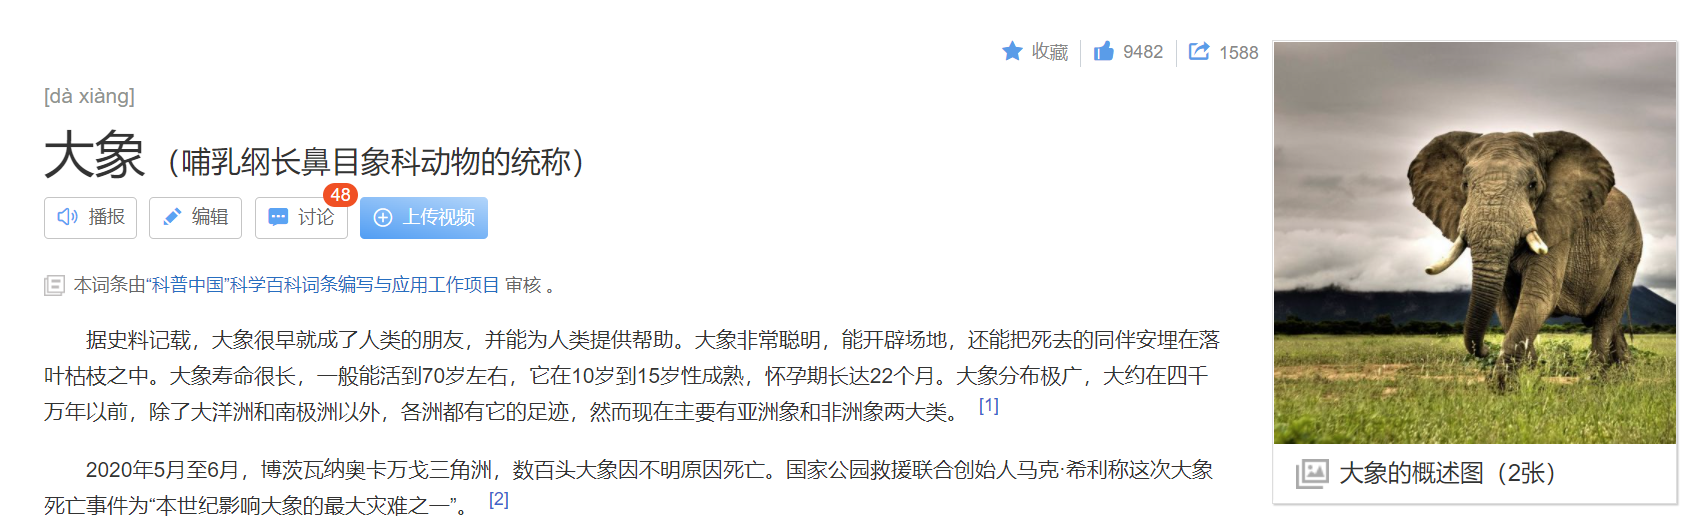 收藏 9482 1588
[dà xiàng]
大象（哺乳纲长鼻目象科动物的统称）
播报 编辑 讨论 48 上传视频
本词条由“科普中国”科学百科词条编写与应用工作项目 审核 。
据史料记载，大象很早就成了人类的朋友，并能为人类提供帮助。大象非常聪明，能开辟场地，还能把死去的同伴安埋在落
叶枯枝之中。大象寿命很长，一般能活到70岁左右，它在10岁到15岁性成熟，怀孕期长达22个月。大象分布极广，大约在四千
万年以前，除了大洋洲和南极洲以外，各洲都有它的足迹，然而现在主要有亚洲象和非洲象两大类。 [1]
2020年5月至6月，博茨瓦纳奥卡万戈三角洲，数百头大象因不明原因死亡。国家公园救援联合创始人马克·希利称这次大象
死亡事件为“本世纪影响大象的最大灾难之一”。 [2]
大象的概述图（2张）